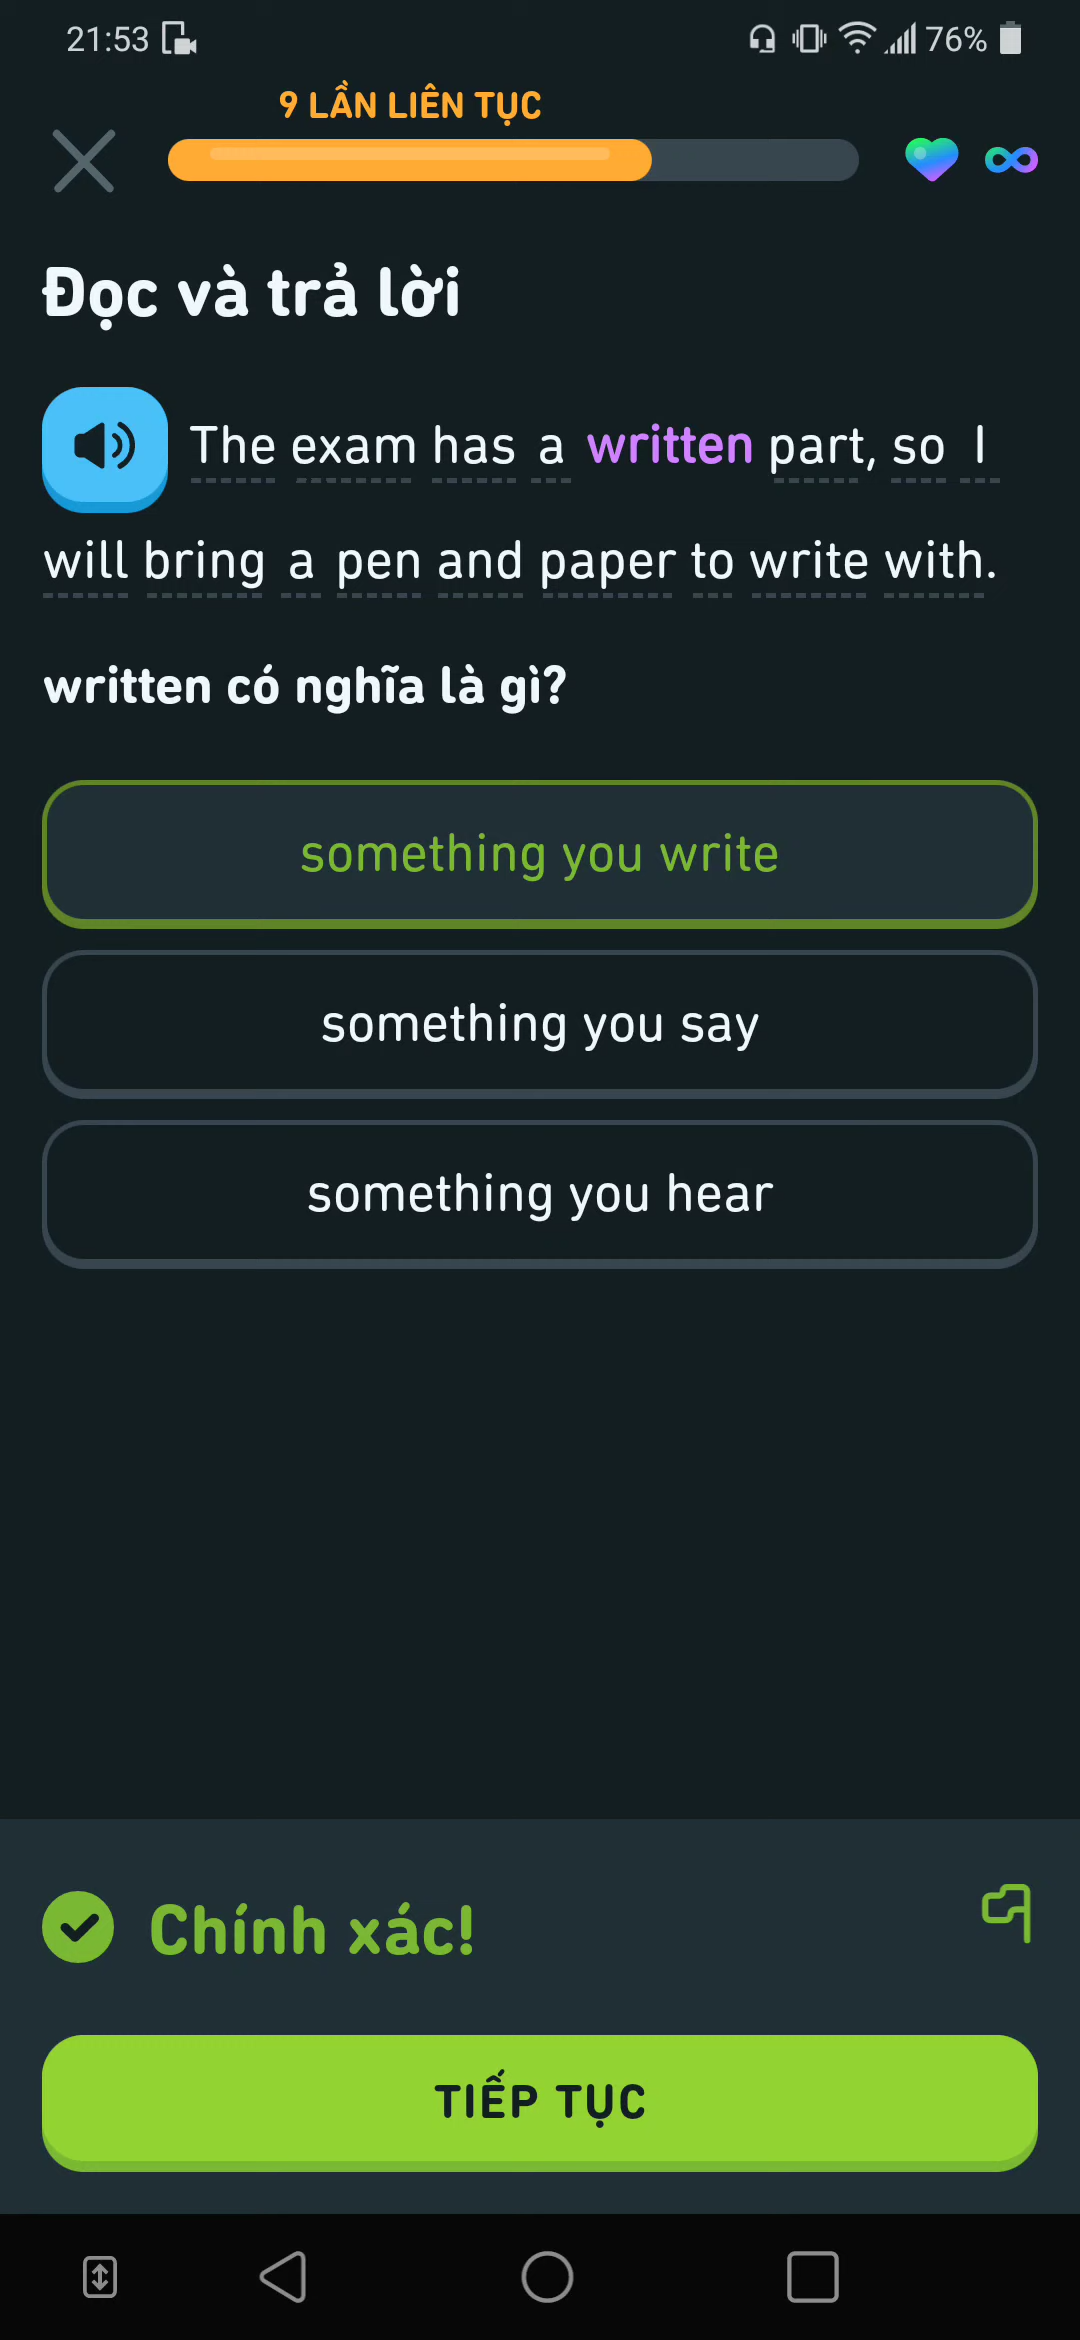 21:53
76%
9 LẦN LIÊN TỤC
Đọc và trả lời
The exam has a written part, so I
will bring a pen and paper to write with.
written có nghĩa là gì?
something you write
something you say
something you hear
Chính xác!
TIẾP TỤC